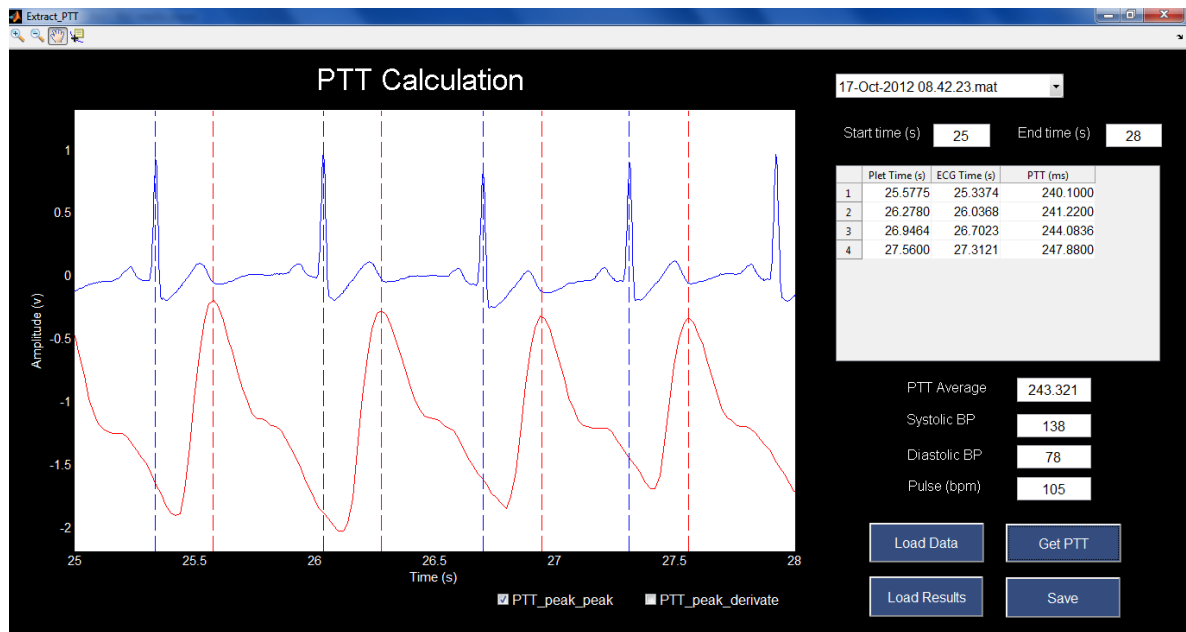 Extract_PTT
PTT Calculation
17-Oct-2012 08.42.23.mat
Start time (s) 25 End time (s) 28
Plet Time (s) ECG Time (s) PTT (ms)
1 25.5775 25.3374 240.1000
2 26.2780 26.0368 241.2200
3 26.9464 26.7023 244.0836
4 27.5600 27.3121 247.8800
PTT Average 243.321
Systolic BP 138
Diastolic BP 78
Pulse (bpm) 105
Load Data Get PTT
Load Results Save
Amplitude (v)
1
0.5
0
-0.5
-1
-1.5
-2
25 25.5 26 26.5 27 27.5 28
Time (s)
PTT_peak_peak PTT_peak_derivate